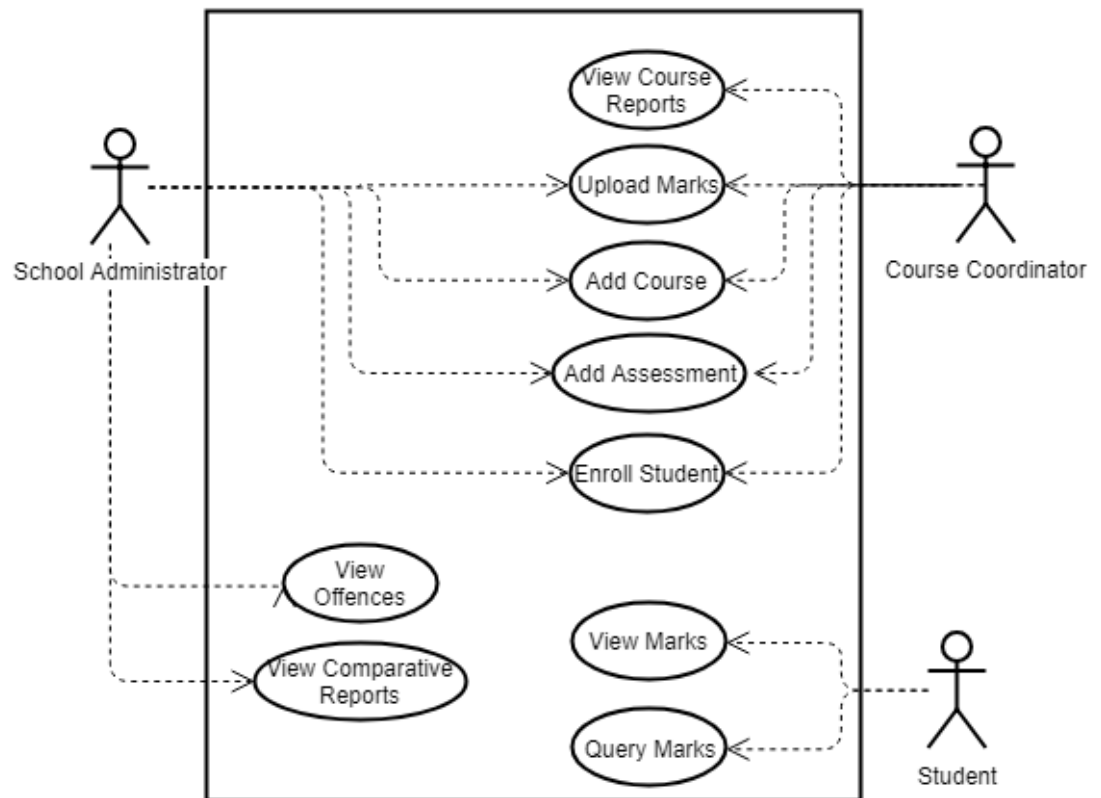 View Course
Reports
Upload Marks
School Administrator
Course Coordinator
Add Course
Add Assessment
Enroll Student
View
Offences
View Marks
View Comparative
Reports
Query Marks
Student